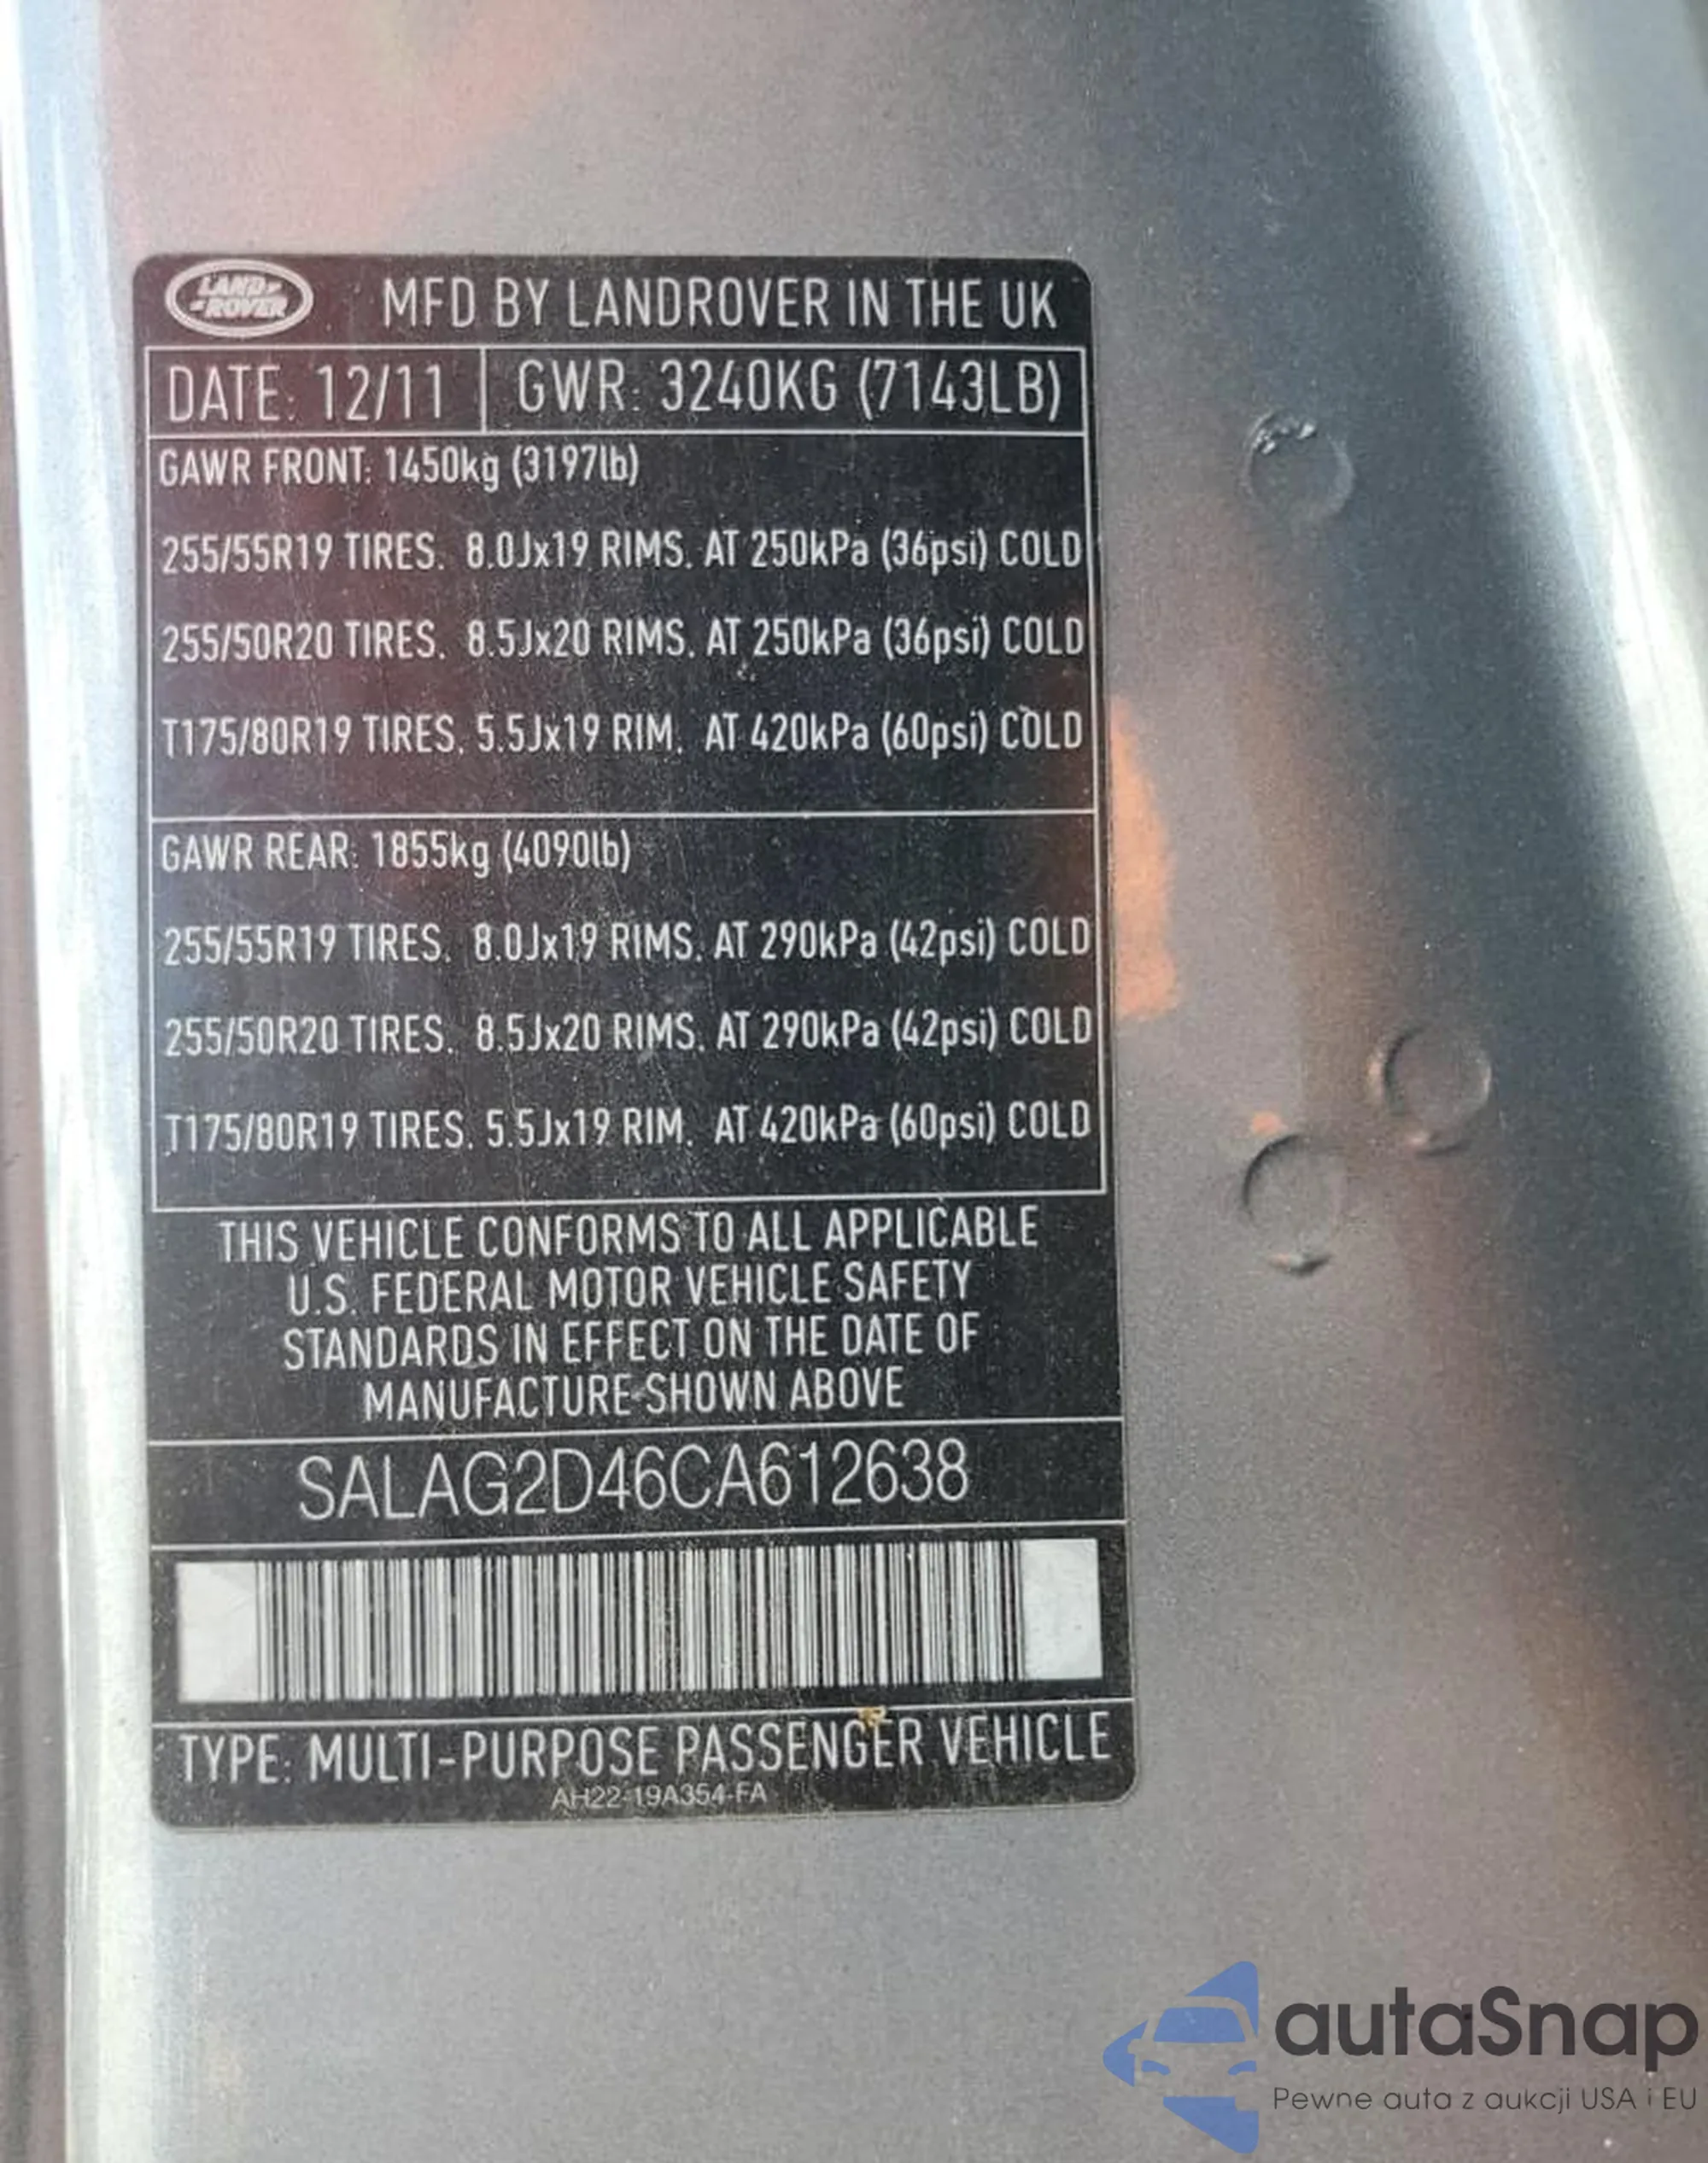 LAND ROVER
MFD BY LANDROVER IN THE UK
DATE: 12/11 GWR: 3240KG (7143LB)
GAWR FRONT: 1450kg (3197lb)
255/55R19 TIRES. 8.0Jx19 RIMS. AT 250kPa (36psi) COLD
255/50R20 TIRES. 8.5Jx20 RIMS. AT 250kPa (36psi) COLD
T175/80R19 TIRES. 5.5Jx19 RIM. AT 420kPa (60psi) COLD
GAWR REAR: 1855kg (4090lb)
255/55R19 TIRES. 8.0Jx19 RIMS. AT 290kPa (42psi) COLD
255/50R20 TIRES. 8.5Jx20 RIMS. AT 290kPa (42psi) COLD
T175/80R19 TIRES. 5.5Jx19 RIM. AT 420kPa (60psi) COLD
THIS VEHICLE CONFORMS TO ALL APPLICABLE
U.S. FEDERAL MOTOR VEHICLE SAFETY
STANDARDS IN EFFECT ON THE DATE OF
MANUFACTURE SHOWN ABOVE
SALAG2D46CA612638
TYPE: MULTI-PURPOSE PASSENGER VEHICLE
AH22-19A354-FA
autaSnap
Pewne auta z aukcji USA i EU